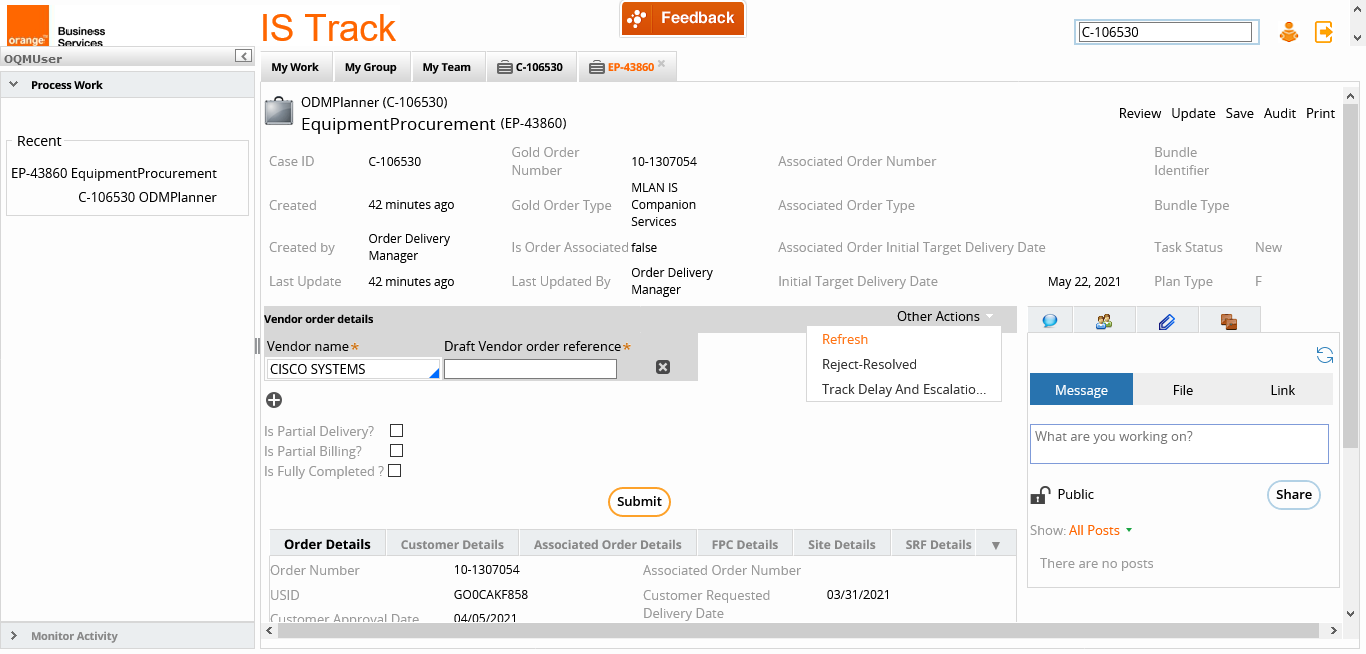 orange™
Business
Services
IS Track
Feedback
C-106530
OQMUser
Process Work
Recent
EP-43860 EquipmentProcurement
C-106530 ODMPlanner
Monitor Activity
My Work
My Group
My Team
C-106530
EP-43860
ODMPlanner (C-106530)
EquipmentProcurement (EP-43860)
Review Update Save Audit Print
Case ID C-106530 Gold Order Number 10-1307054 Associated Order Number Bundle Identifier
Created 42 minutes ago Gold Order Type MLAN IS Companion Services Associated Order Type Bundle Type
Created by Order Delivery Manager Is Order Associated false Associated Order Initial Target Delivery Date Task Status New
Last Update 42 minutes ago Last Updated By Order Delivery Manager Initial Target Delivery Date May 22, 2021 Plan Type F
Vendor order details
Other Actions
Refresh
Reject-Resolved
Track Delay And Escalatio...
Vendor name* Draft Vendor order reference*
CISCO SYSTEMS
Is Partial Delivery?
Is Partial Billing?
Is Fully Completed ?
Submit
Order Details Customer Details Associated Order Details FPC Details Site Details SRF Details
Order Number 10-1307054 Associated Order Number
USID GO0CAKF858 Customer Requested Delivery Date 03/31/2021
Customer Approval Date 04/05/2021
Message File Link
What are you working on?
Public
Share
Show: All Posts
There are no posts